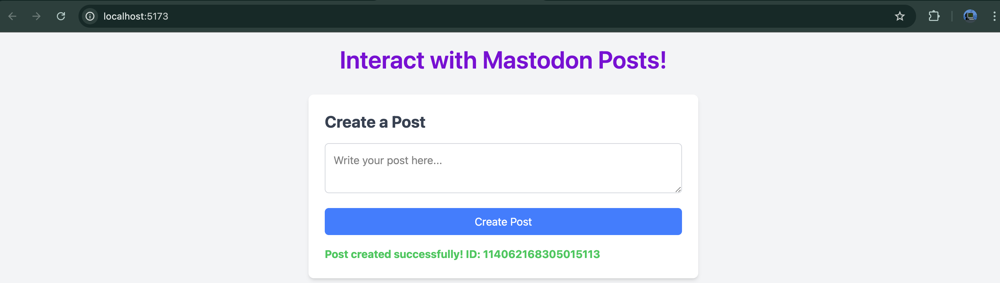 localhost:5173
Interact with Mastodon Posts!
Create a Post
Write your post here...
Create Post
Post created successfully! ID: 114062168305015113